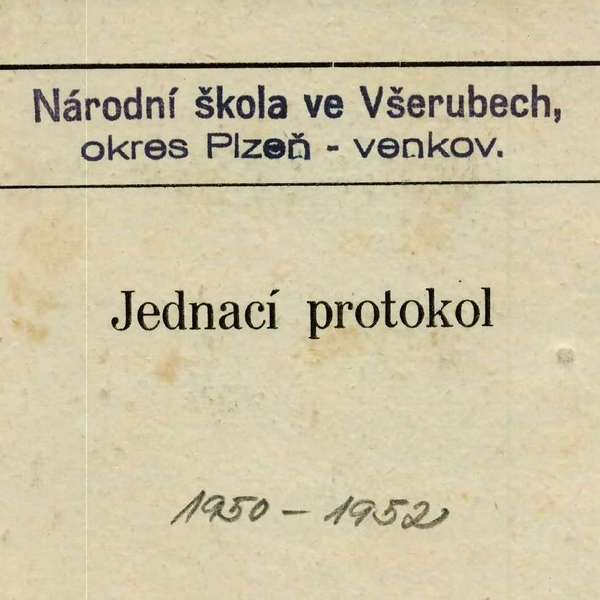 Národní škola ve Všerubech,
okres Plzeň - venkov.
Jednací protokol
1950 - 1952